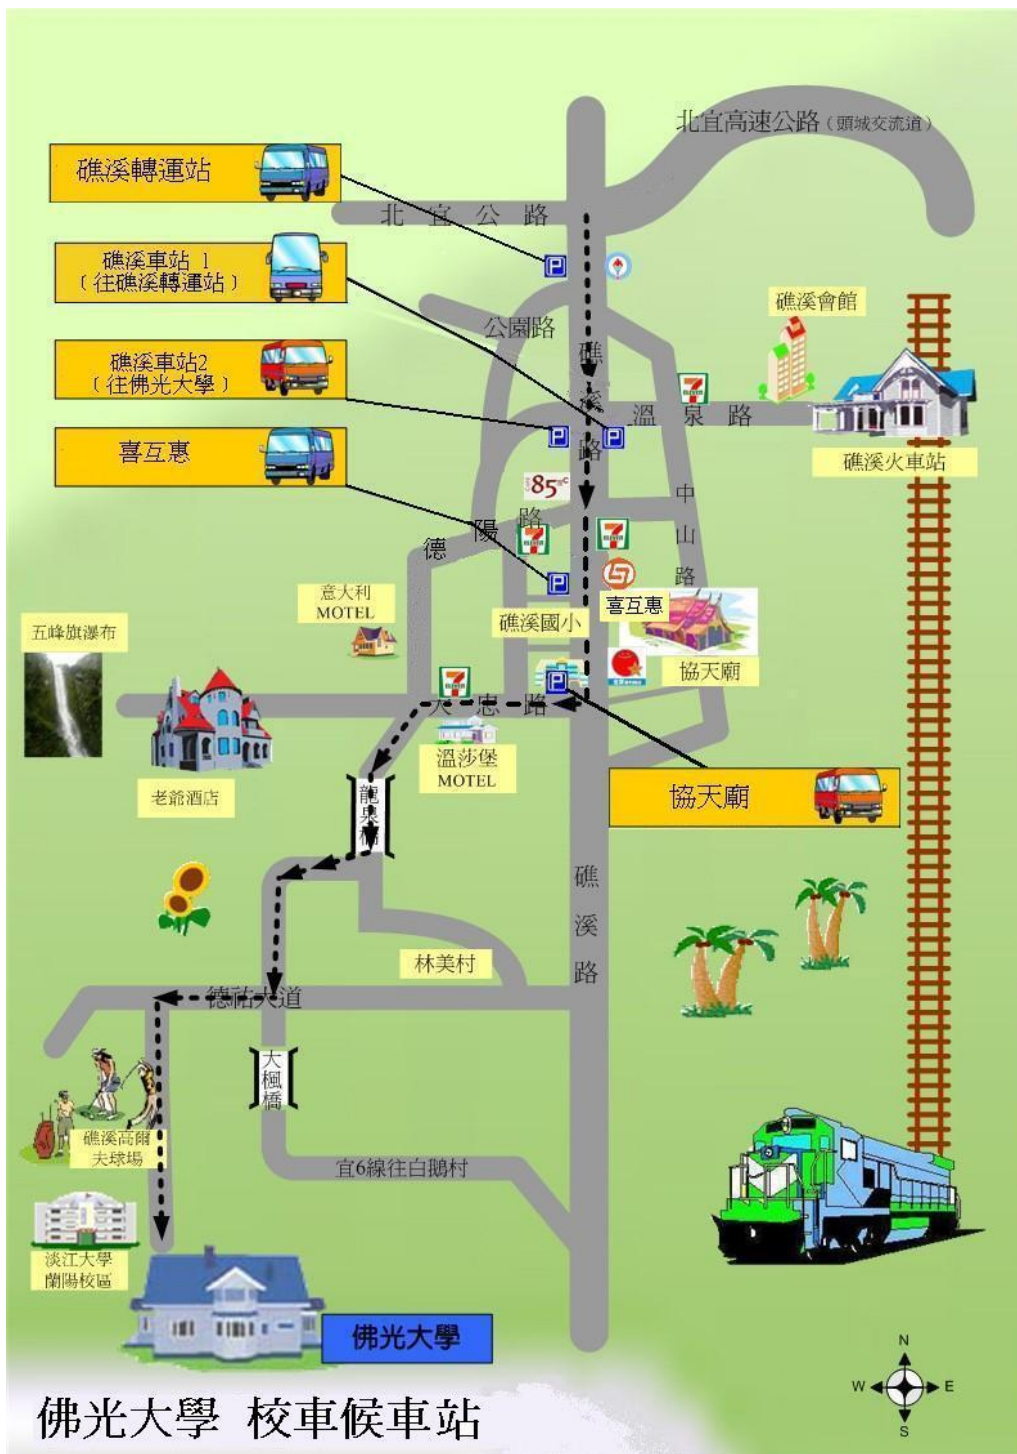 北宜高速公路(頭城交流道)
礁溪轉運站
北宜公路
礁溪車站 1
(往礁溪轉運站)
礁溪會館
公園路
礁溪路
礁溪車站2
(往佛光大學)
7
ELEVEN
溫泉路
喜互惠
礁溪火車站
85°C
中山路
德陽路
7
ELEVEN
7
ELEVEN
意大利
MOTEL
喜互惠
五峰旗瀑布
礁溪國小
協天廟
7
ELEVEN
大忠路
溫莎堡
MOTEL
老爺酒店
龍泉橋
協天廟
礁溪路
林美村
德祐大道
大楓橋
礁溪高爾
夫球場
宜6線往白鵝村
淡江大學
蘭陽校區
佛光大學
N
W
E
S
佛光大學 校車候車站
P
P
P
P
P